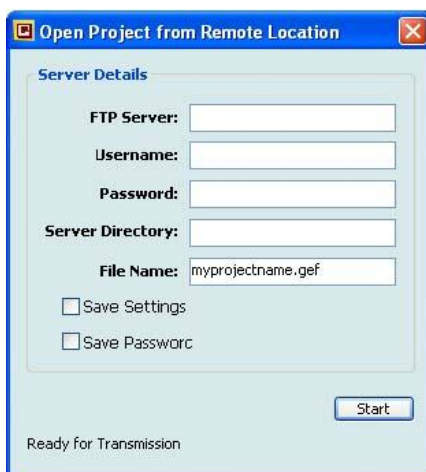 Open Project from Remote Location
Server Details
FTP Server:
Username:
Password:
Server Directory:
File Name: myprojectname.gef
Save Settings
Save Passworc
Start
Ready for Transmission